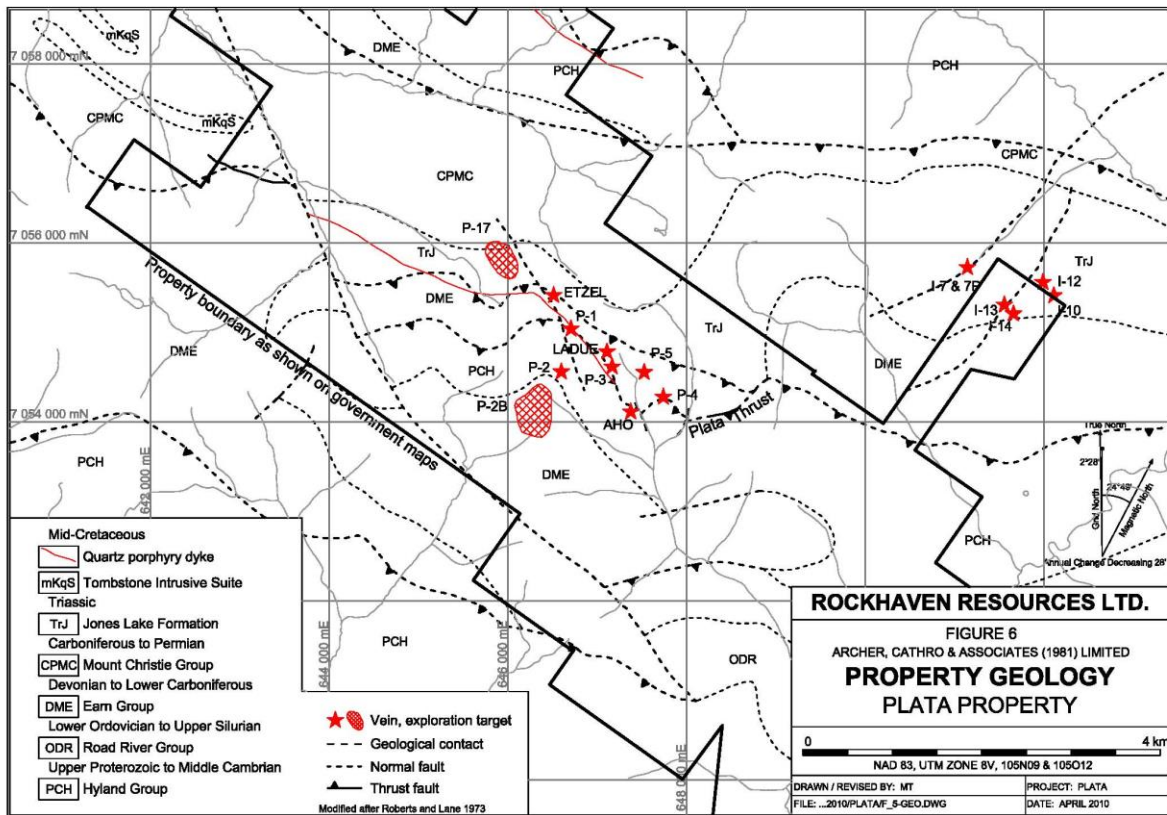 mKqS
DME
7 058 000 mN
PCH
PCH
CPMC
mKqS
CPMC
CPMC
P-17
7 056 000 mN
TrJ
TrJ
I-7 & 7E
I-12
DME
ETZEL
I-13
I-10
P-1
I-14
TrJ
LADUE
DME
PCH
P-2
P-5
DME
P-3
P-4
P-2B
7 054 000 mN
AHO
Plata Thrust
Property boundary as shown on government maps
PCH
DME
642 000 mE
644 000 mE
646 000 mE
648 000 mE
PCH
PCH
ODR
True North
2°28'
24°49'
Grid North
Magnetic North
Annual Change Decreasing 28'
Mid-Cretaceous
Quartz porphyry dyke
mKqS Tombstone Intrusive Suite
Triassic
TrJ Jones Lake Formation
Carboniferous to Permian
CPMC Mount Christie Group
Devonian to Lower Carboniferous
DME Earn Group
Lower Ordovician to Upper Silurian
ODR Road River Group
Upper Proterozoic to Middle Cambrian
PCH Hyland Group
Vein, exploration target
Geological contact
Normal fault
Thrust fault
Modified after Roberts and Lane 1973
ROCKHAVEN RESOURCES LTD.
FIGURE 6
ARCHER, CATHRO & ASSOCIATES (1981) LIMITED
PROPERTY GEOLOGY
PLATA PROPERTY
0 4 km
NAD 83, UTM ZONE 8V, 105N09 & 105O12
DRAWN / REVISED BY: MT PROJECT: PLATA
FILE: ...2010/PLATA/F_5-GEO.DWG DATE: APRIL 2010